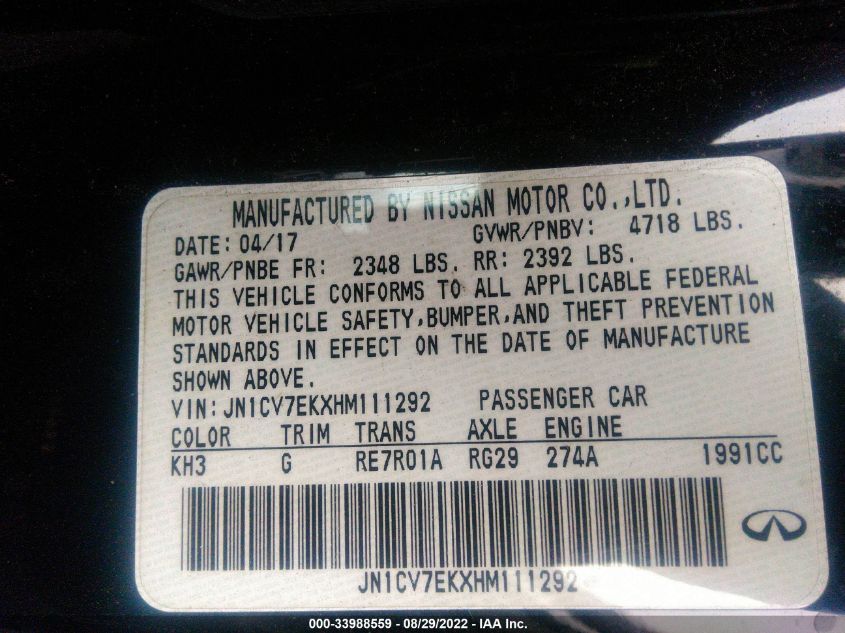 MANUFACTURED BY NISSAN MOTOR CO.,LTD.
DATE: 04/17 GVWR/PNBV: 4718 LBS.
GAWR/PNBE FR: 2348 LBS. RR: 2392 LBS.
THIS VEHICLE CONFORMS TO ALL APPLICABLE FEDERAL
MOTOR VEHICLE SAFETY,BUMPER,AND THEFT PREVENTION
STANDARDS IN EFFECT ON THE DATE OF MANUFACTURE
SHOWN ABOVE.
VIN: JN1CV7EKXHM111292 PASSENGER CAR
COLOR TRIM TRANS AXLE ENGINE
KH3 G RE7R01A RG29 274A 1991CC
JN1CV7EKXHM111292
000-33988559 - 08/29/2022 - IAA Inc.